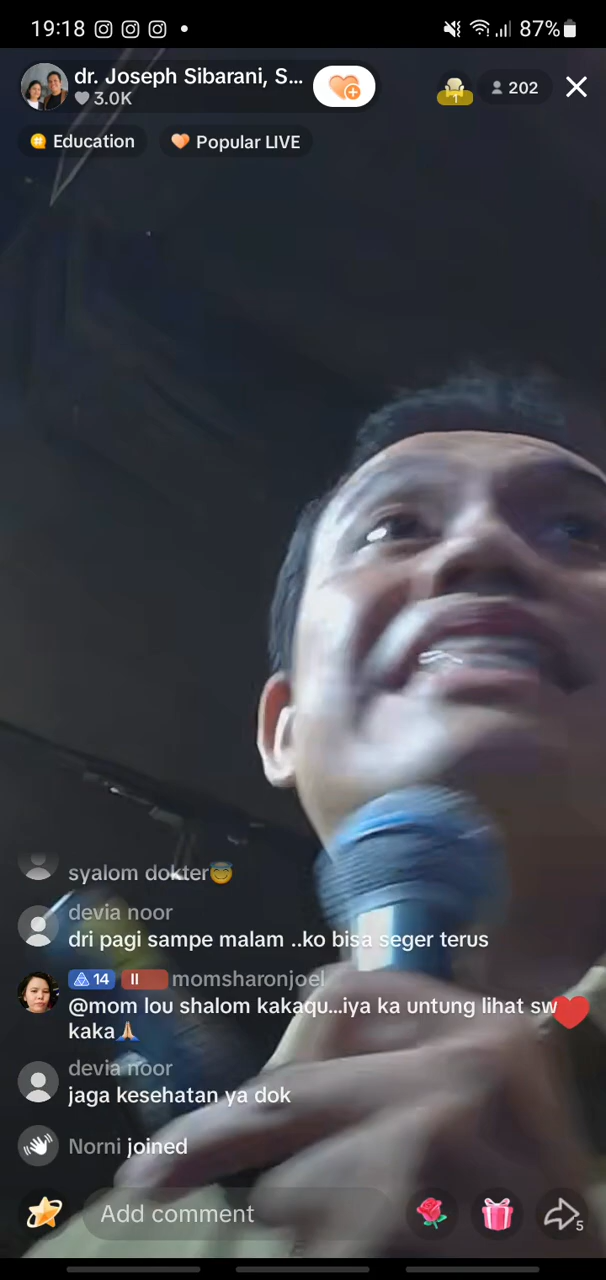 19:18 87%
dr. Joseph Sibarani, S...
3.0K
202
Education Popular LIVE
syalom dokter😇
devia noor
dri pagi sampe malam ..ko bisa seger terus
14 II momsharonjoel
@mom lou shalom kakaqu...iya ka untung lihat sw
kaka🙏
devia noor
jaga kesehatan ya dok
Norni joined
Add comment
5